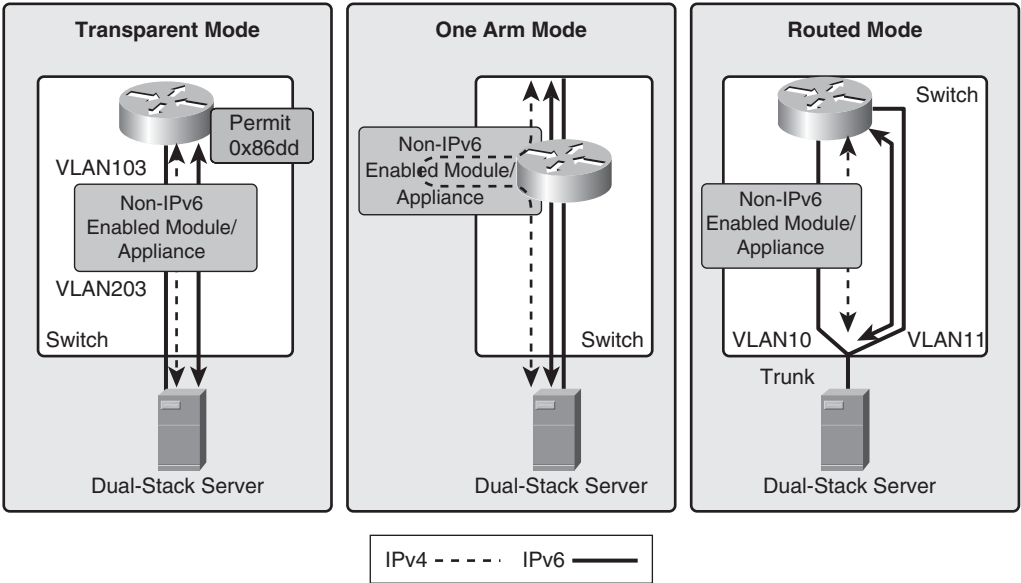 Transparent Mode
Permit
0x86dd
VLAN103
Non-IPv6
Enabled Module/
Appliance
VLAN203
Switch
Dual-Stack Server
One Arm Mode
Non-IPv6
Enabled Module/
Appliance
Switch
Dual-Stack Server
Routed Mode
Switch
Non-IPv6
Enabled Module/
Appliance
VLAN10
VLAN11
Trunk
Dual-Stack Server
IPv4
IPv6